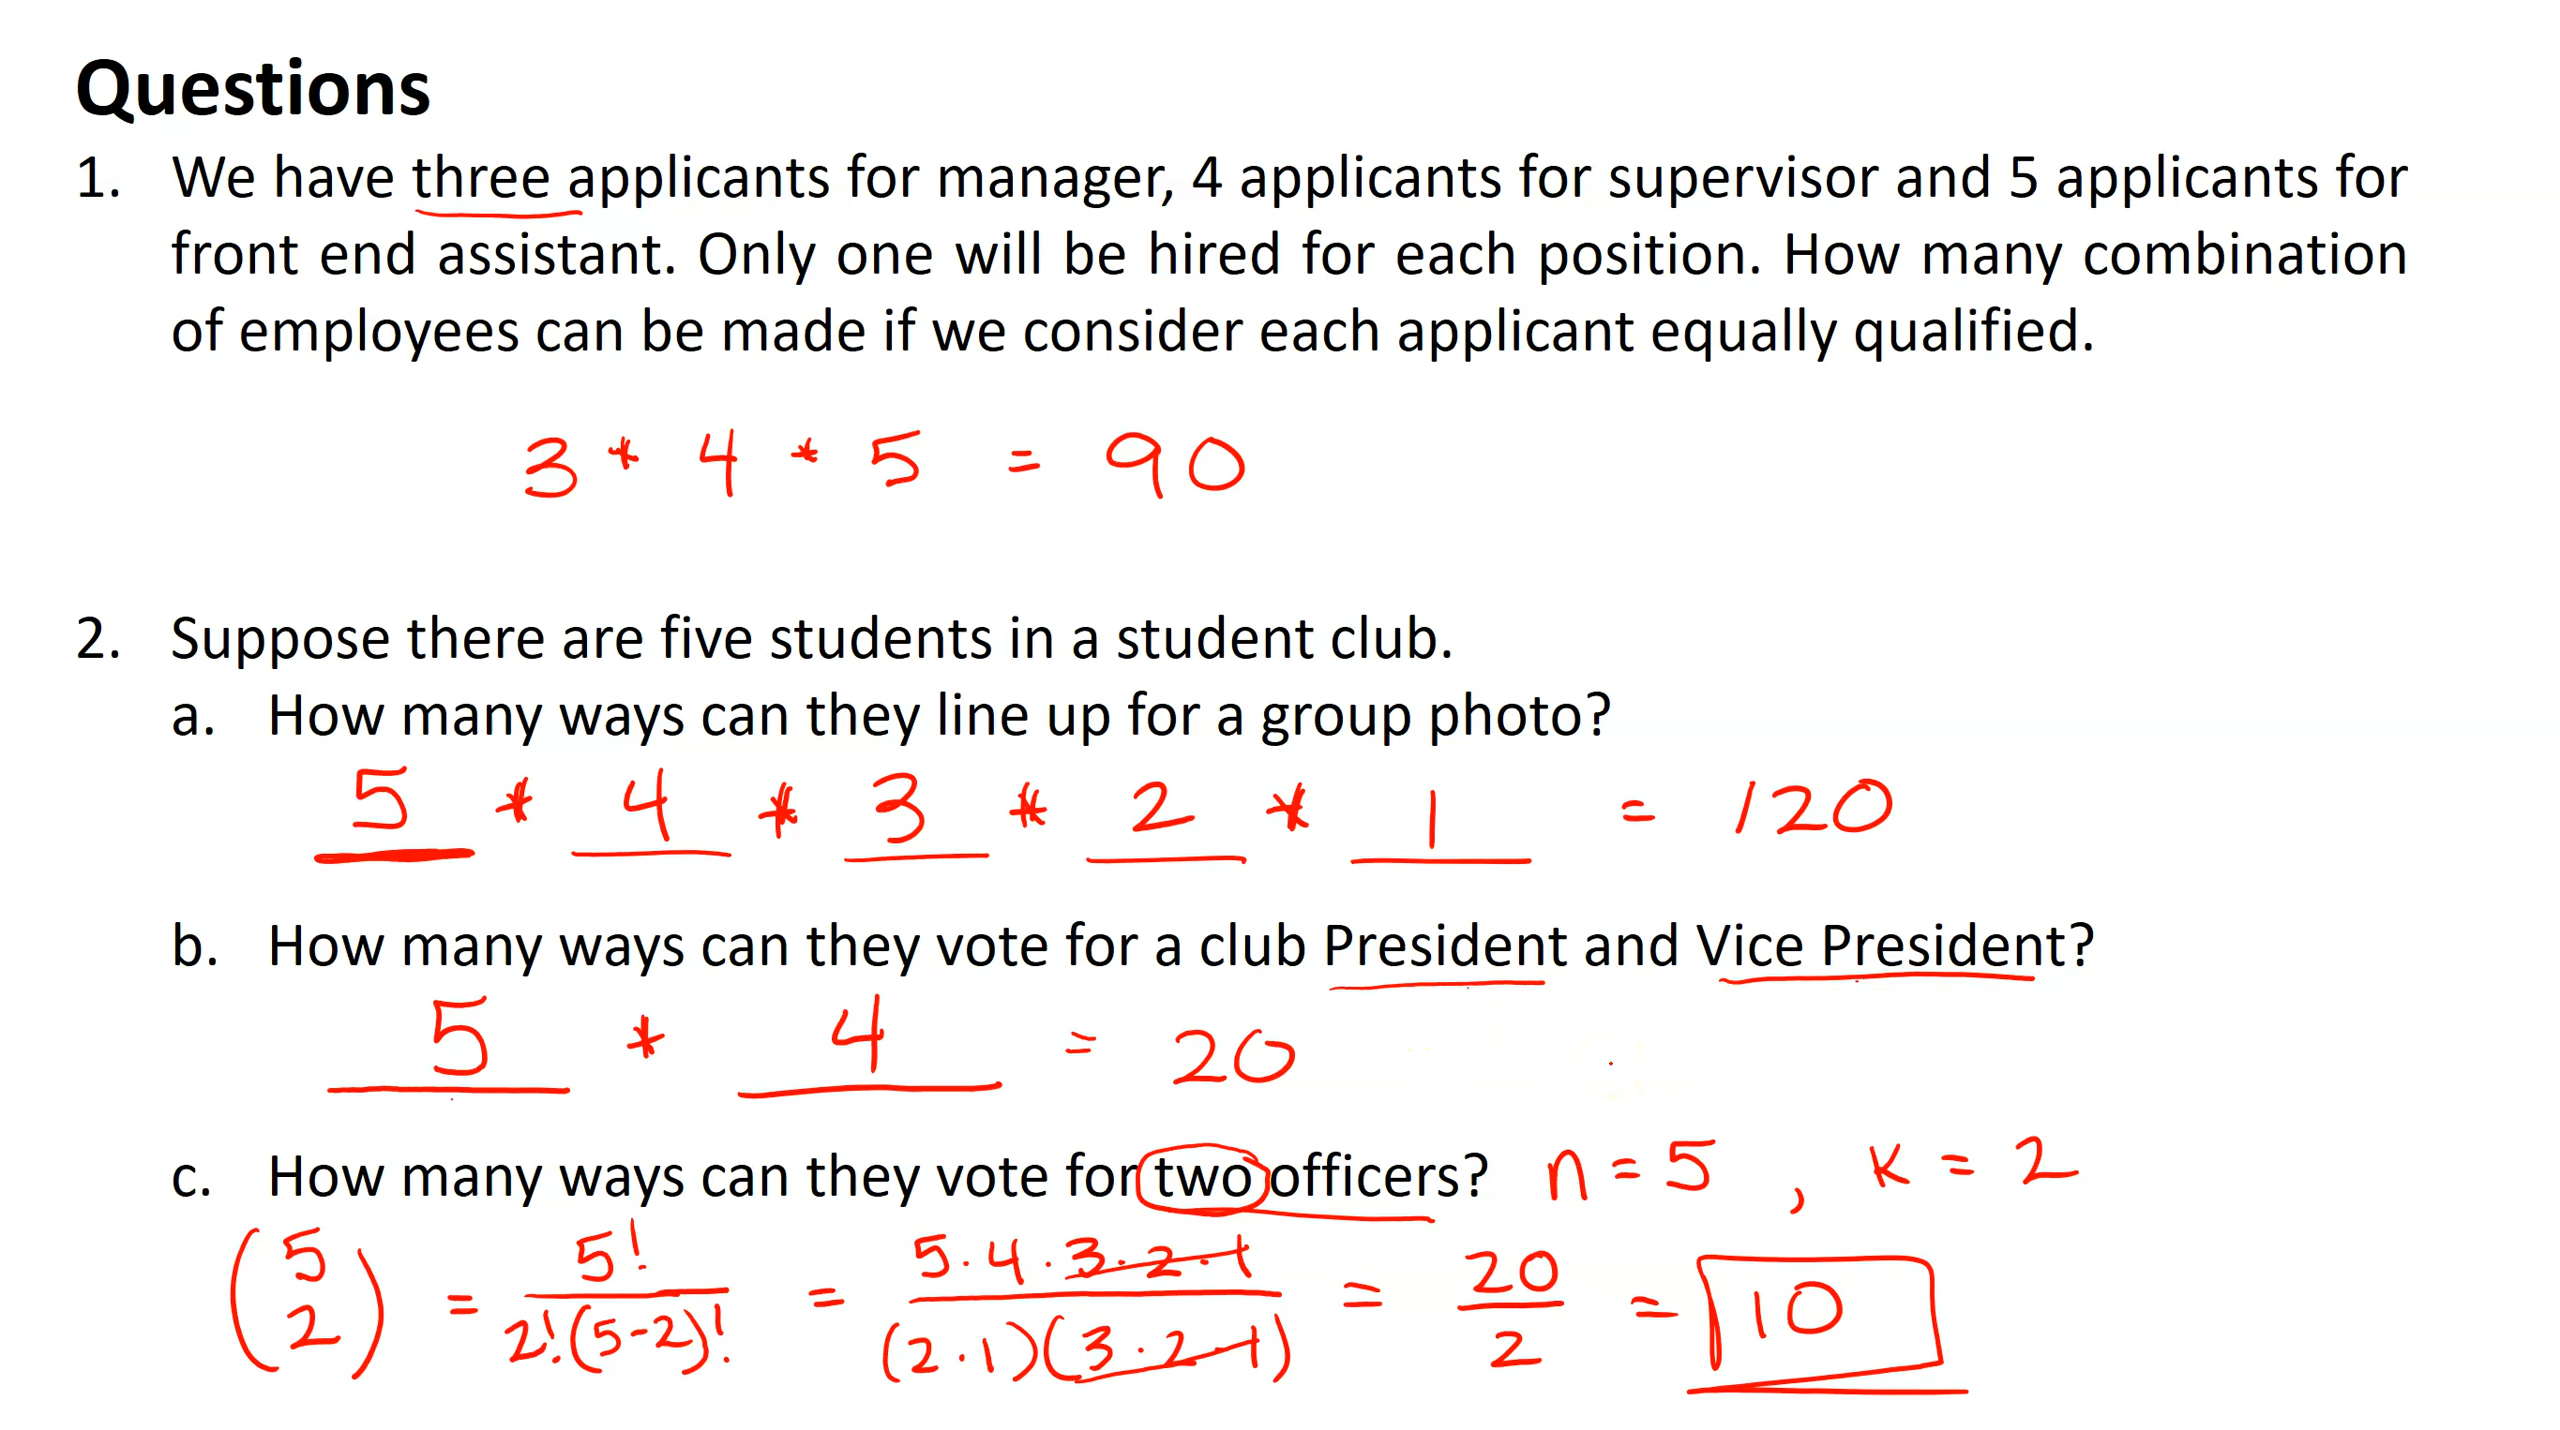 Questions
1. We have three applicants for manager, 4 applicants for supervisor and 5 applicants for
front end assistant. Only one will be hired for each position. How many combination
of employees can be made if we consider each applicant equally qualified.
3 * 4 * 5 = 90
2. Suppose there are five students in a student club.
a. How many ways can they line up for a group photo?
5 * 4 * 3 * 2 * 1 = 120
b. How many ways can they vote for a club President and Vice President?
5 * 4 = 20
c. How many ways can they vote for two officers? n = 5 , k = 2
(5 2) = 5! / 2!(5-2)! = 5·4·3·2·1 / (2·1)(3·2·1) = 20 / 2 = 10